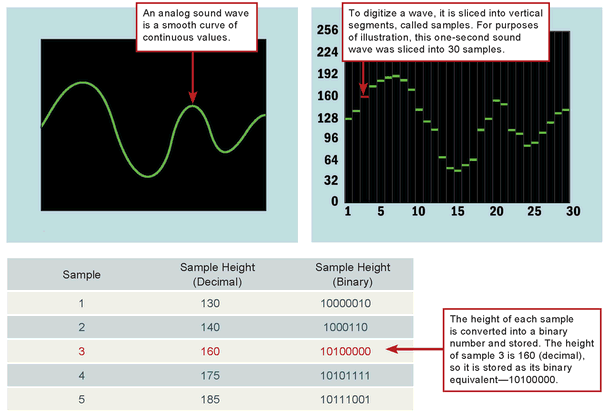 An analog sound wave
is a smooth curve of
continuous values.
To digitize a wave, it is sliced into vertical
segments, called samples. For purposes
of illustration, this one-second sound
wave was sliced into 30 samples.
256
224
192
160
128
96
64
32
0
1 5 10 15 20 25 30
Sample Sample Height (Decimal) Sample Height (Binary)
1 130 10000010
2 140 1000110
3 160 10100000
4 175 10101111
5 185 10111001
The height of each sample
is converted into a binary
number and stored. The height
of sample 3 is 160 (decimal),
so it is stored as its binary
equivalent—10100000.